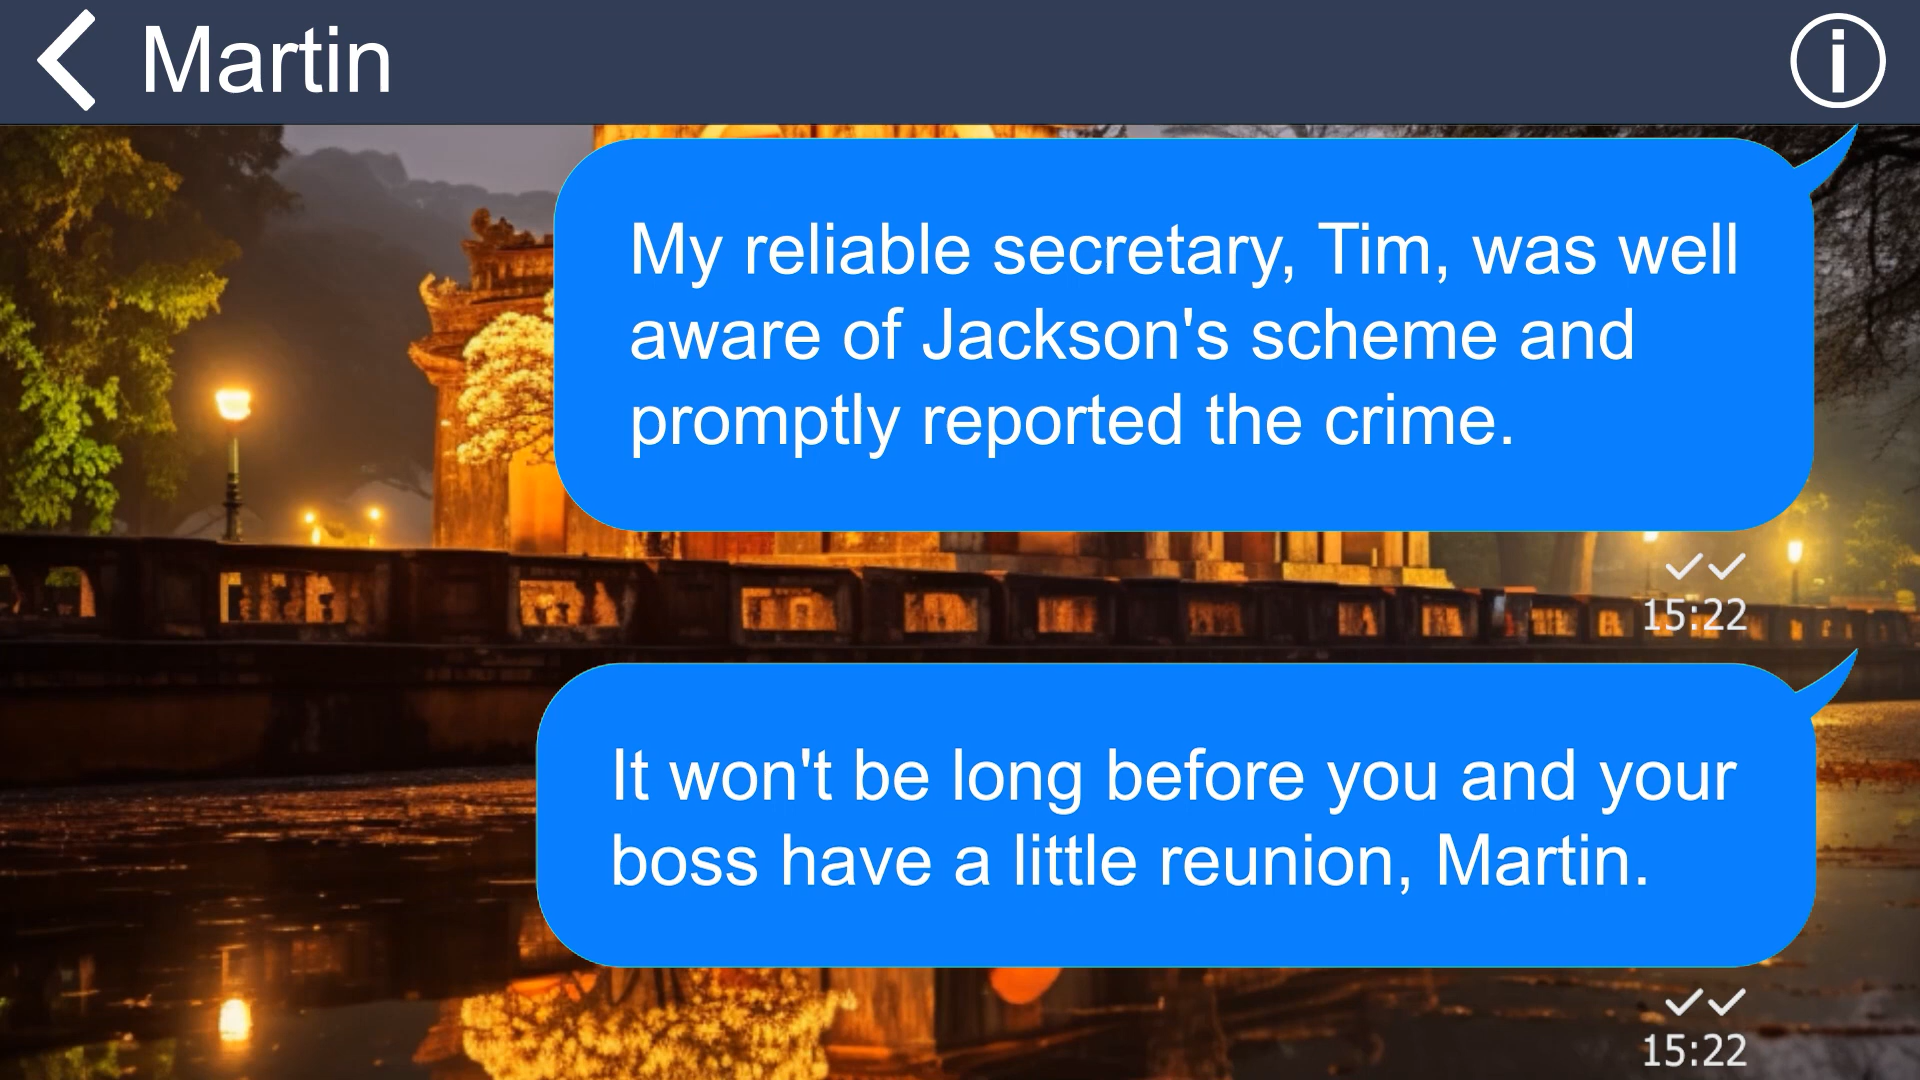 Martin
My reliable secretary, Tim, was well
aware of Jackson's scheme and
promptly reported the crime.
15:22
It won't be long before you and your
boss have a little reunion, Martin.
15:22